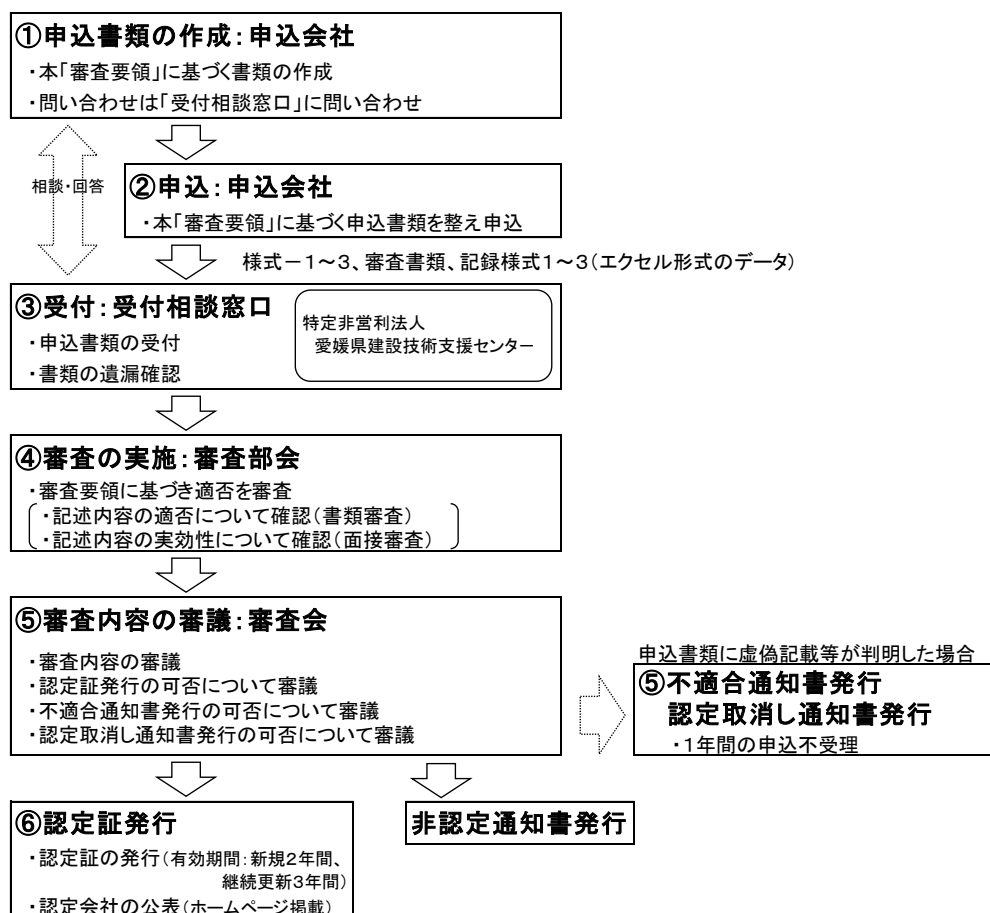 ①申込書類の作成：申込会社
・本「審査要領」に基づく書類の作成
・問い合わせは「受付相談窓口」に問い合わせ
相談・回答
②申込：申込会社
・本「審査要領」に基づく申込書類を整え申込
様式－１～３、審査書類、記録様式１～３（エクセル形式のデータ）
③受付：受付相談窓口
・申込書類の受付
・書類の遺漏確認
特定非営利法人
愛媛県建設技術支援センター
④審査の実施：審査部会
・審査要領に基づき適否を審査
・記述内容の適否について確認（書類審査）
・記述内容の実効性について確認（面接審査）
⑤審査内容の審議：審査会
・審査内容の審議
・認定証発行の可否について審議
・不適合通知書発行の可否について審議
・認定取消し通知書発行の可否について審議
申込書類に虚偽記載等が判明した場合
⑤不適合通知書発行
認定取消し通知書発行
・１年間の申込不受理
⑥認定証発行
・認定証の発行（有効期間：新規２年間、
継続更新３年間）
・認定会社の公表（ホームページ掲載）
非認定通知書発行